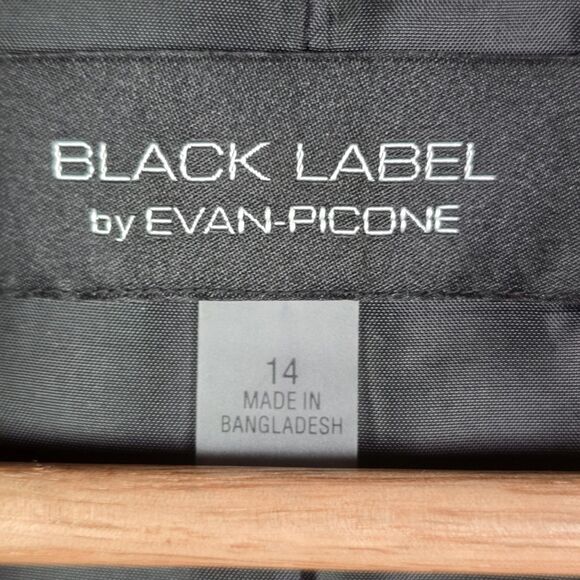 BLACK LABEL
by EVAN-PICONE
14
MADE IN
BANGLADESH